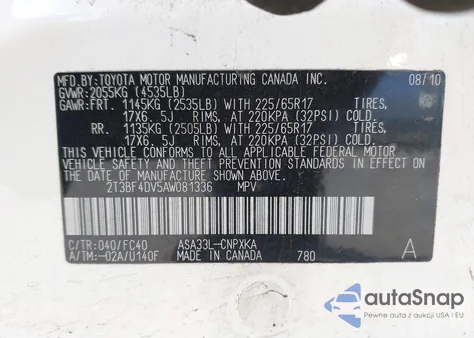 MFD.BY: TOYOTA MOTOR MANUFACTURING CANADA INC. 08/10
GVWR: 2055KG (4535LB)
GAWR: FRT. 1145KG (2535LB) WITH 225/65R17 TIRES,
17X6. 5J RIMS, AT 220KPA (32PSI) COLD.
RR. 1135KG (2505LB) WITH 225/65R17 TIRES,
17X6. 5J RIMS, AT 220KPA (32PSI) COLD.
THIS VEHICLE CONFORMS TO ALL APPLICABLE FEDERAL MOTOR
VEHICLE SAFETY AND THEFT PREVENTION STANDARDS IN EFFECT
ON THE DATE OF MANUFACTURE SHOWN ABOVE.
2T3BF4DV5AW081336 MPV
C/TR: 040/FC40 ASA33L-CNPXKA A
A/TM: -02A/U140F MADE IN CANADA 780
autoSnap
Pewne auta z aukcji USA i EU